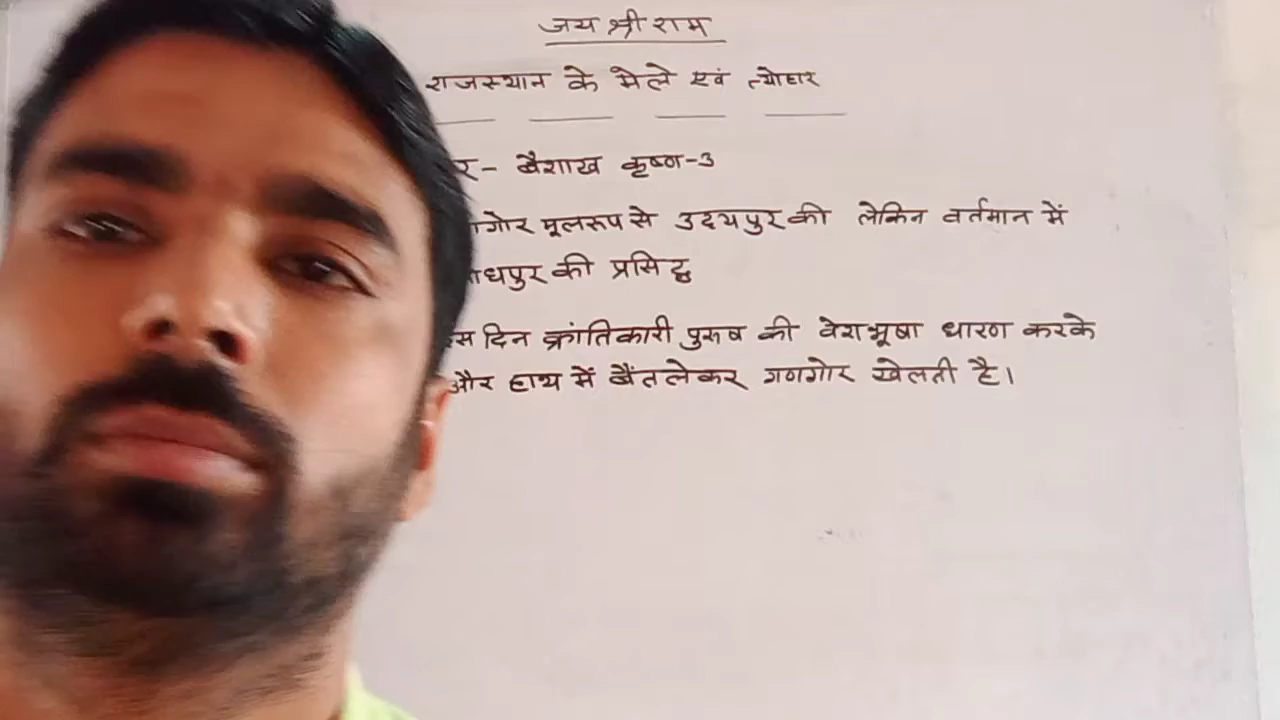 जय श्री राम
राजस्थान के मेले एवं त्योहार
र- बैशाख कृष्ण-3
गोर मूलरूप से उदयपुर की लेकिन वर्तमान में
धपुर की प्रसिद्ध
स दिन क्रांतिकारी पुरुष की वेशभूषा धारण करके
और हाथ में बैंत लेकर गणगोर खेलती है।